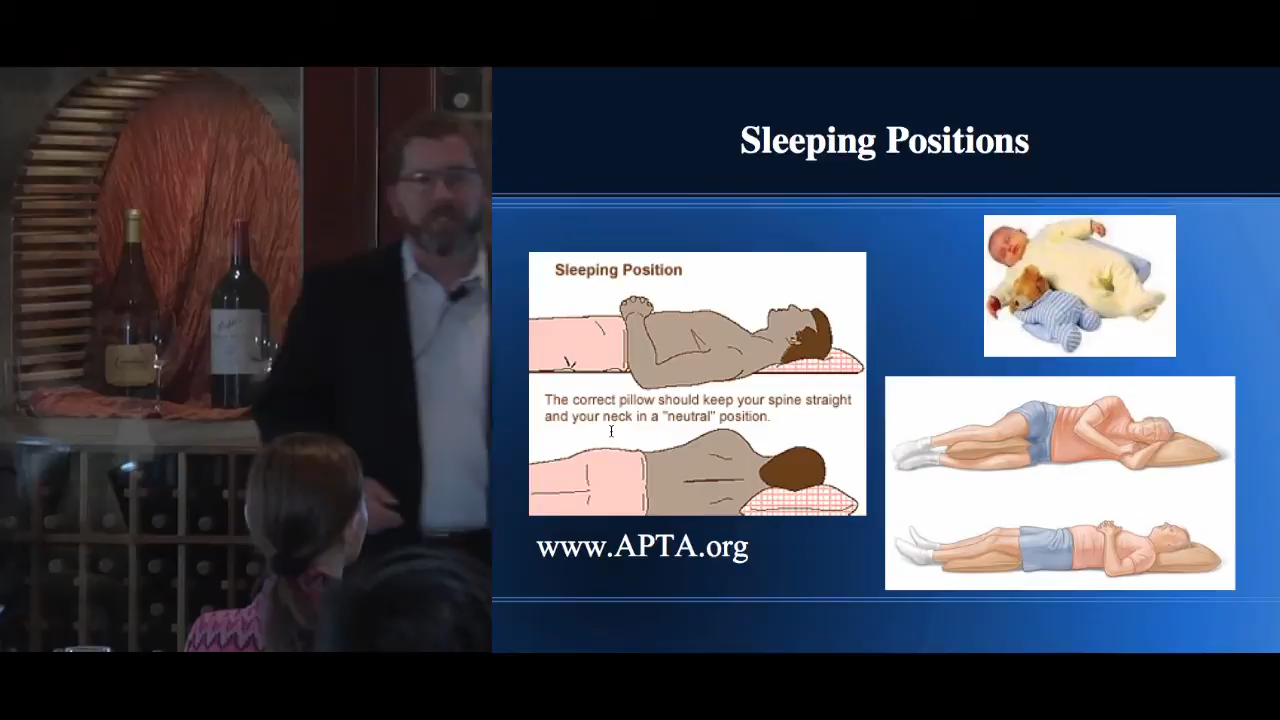 Sleeping Positions
Sleeping Position
The correct pillow should keep your spine straight
and your neck in a "neutral" position.
www.APTA.org